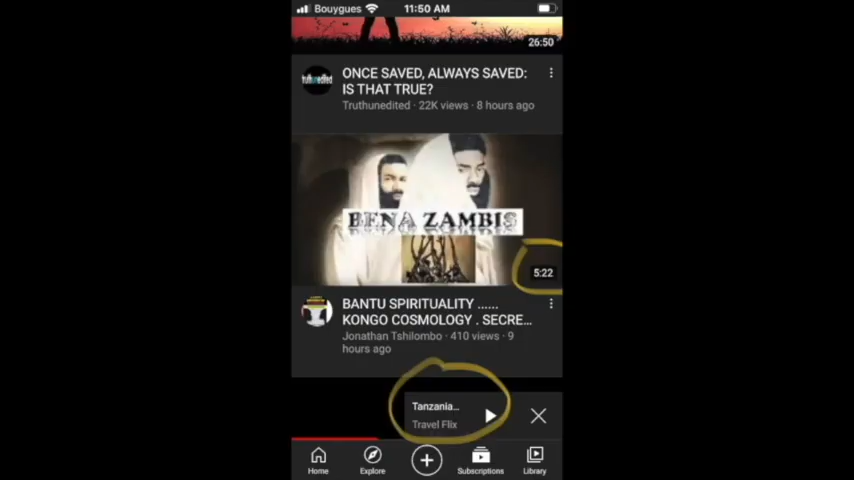 Bouygues 11:50 AM
26:50
ONCE SAVED, ALWAYS SAVED:
IS THAT TRUE?
Truthunedited · 22K views · 8 hours ago
BENA ZAMBIS
5:22
BANTU SPIRITUALITY ......
KONGO COSMOLOGY . SECRE...
Jonathan Tshilombo · 410 views · 9
hours ago
Tanzania...
Travel Flix
Home Explore Subscriptions Library